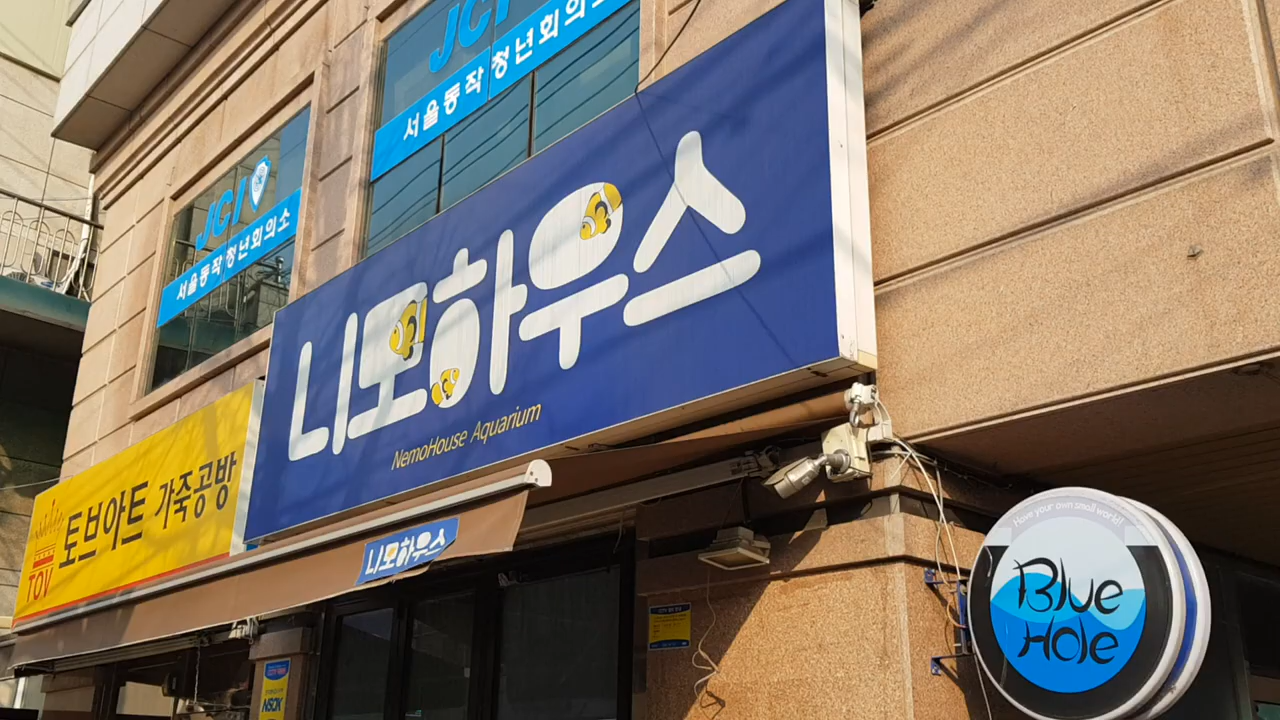 JCI
서울동작 청년회의소
JCI
서울동작 청년회의소
니모하우스
NemoHouse Aquarium
토브아트 가죽공방
TOV
니모하우스
Have your own small world!
Blue
Hole
NSOK